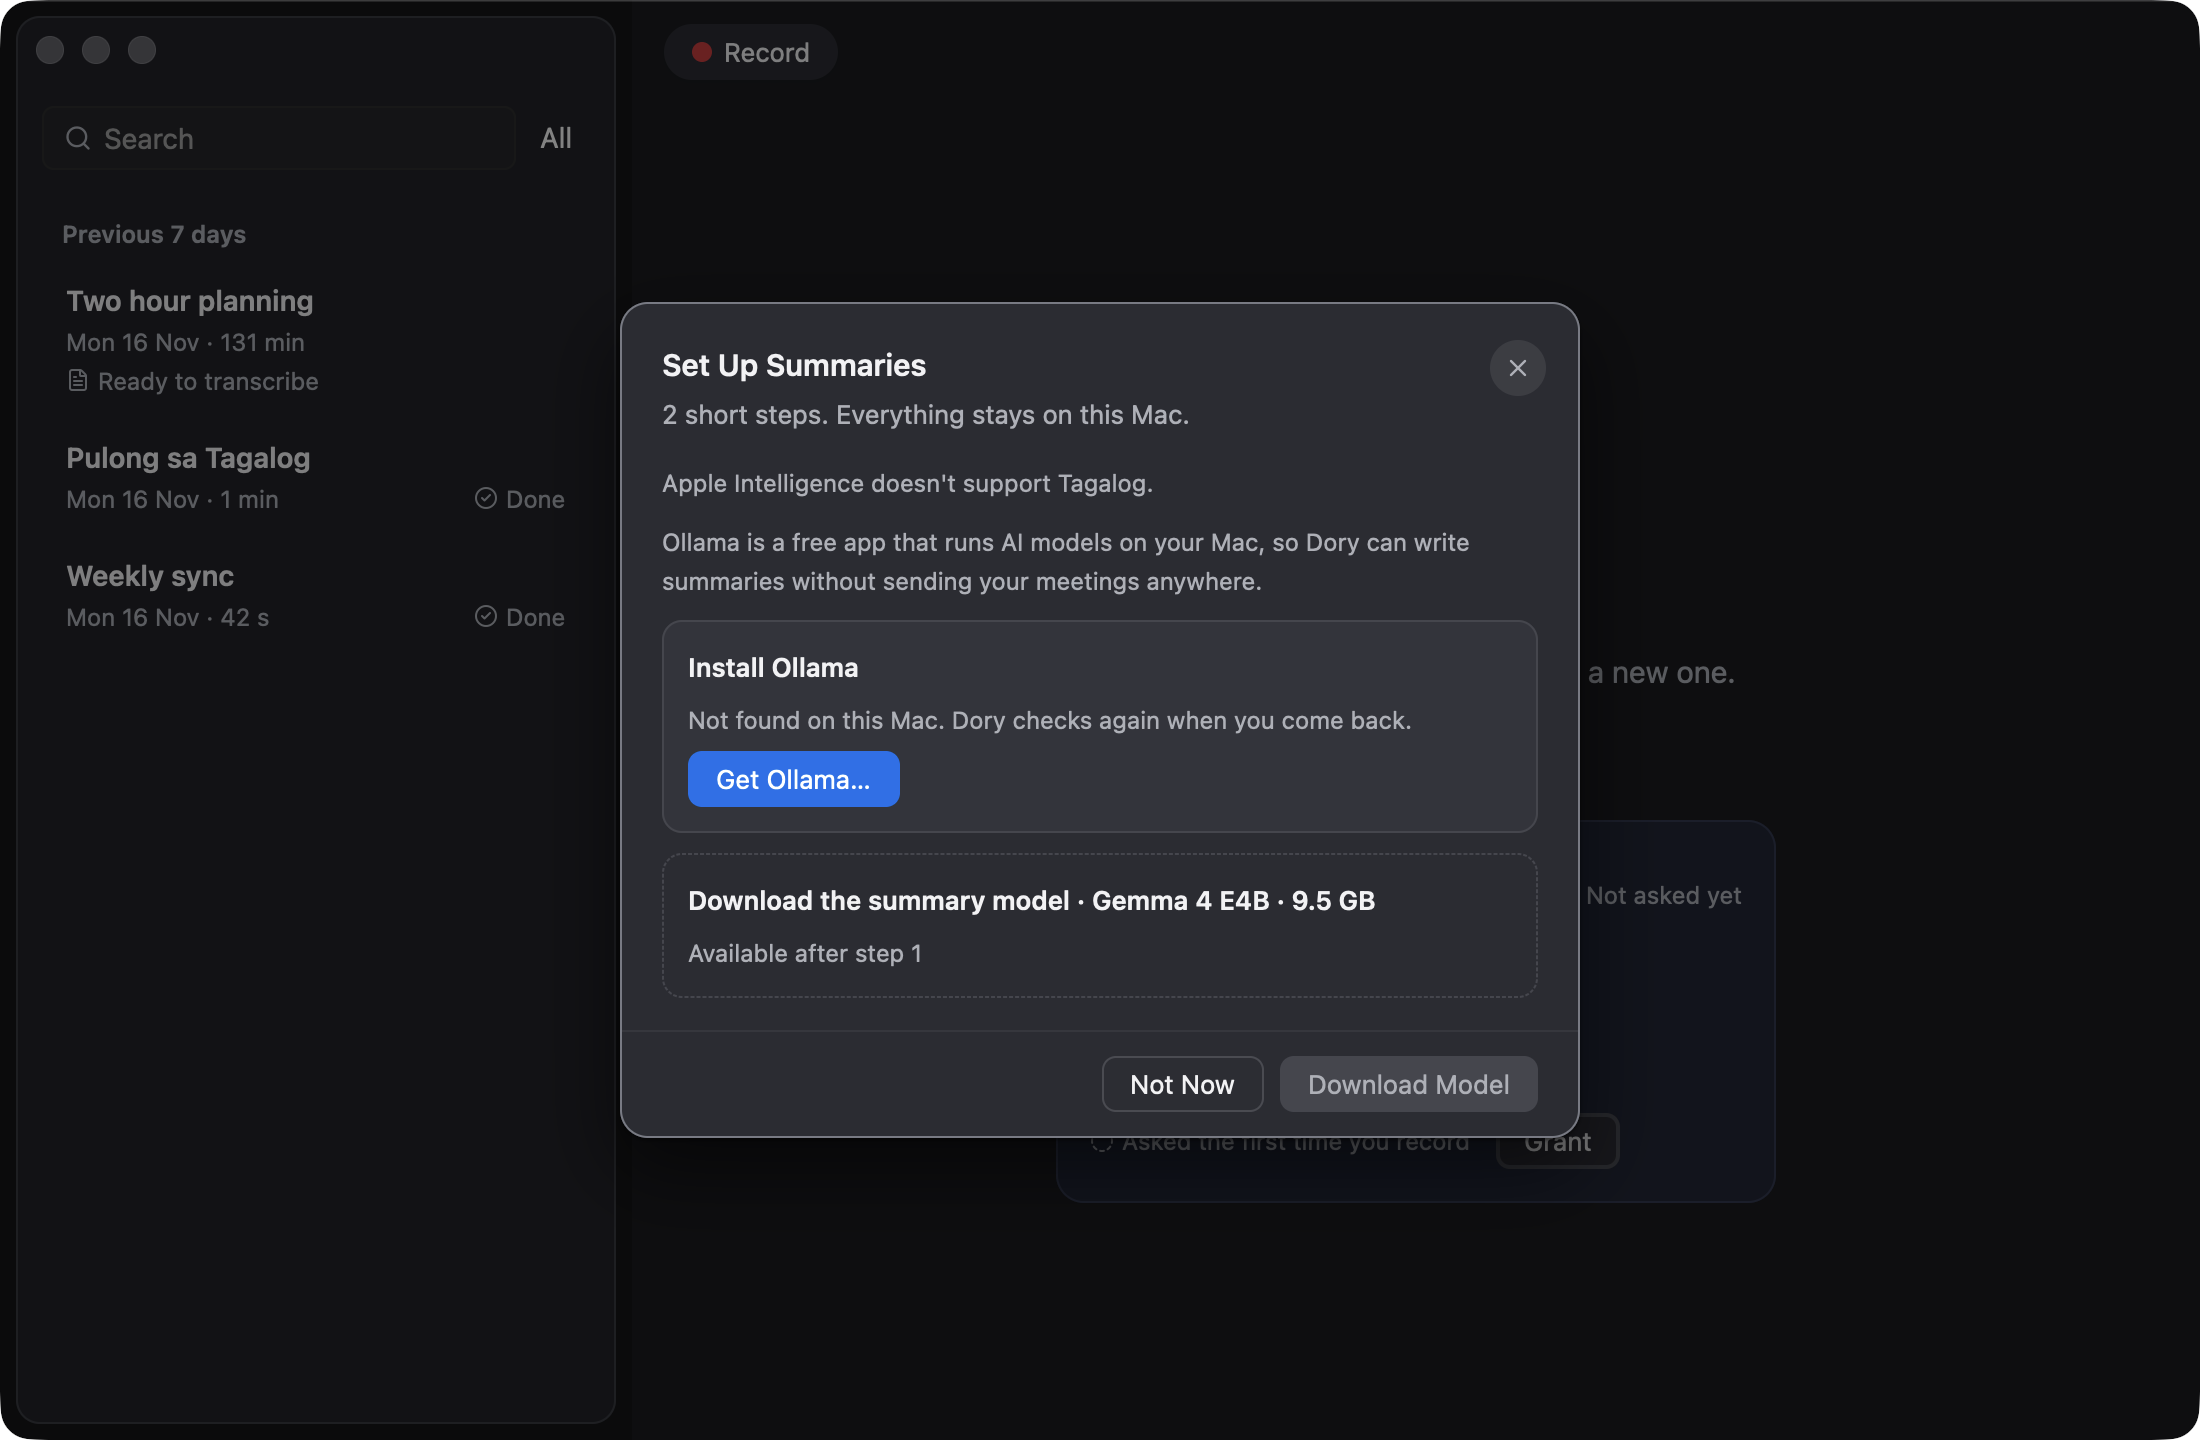 Record
Search
All
Previous 7 days
Two hour planning
Mon 16 Nov · 131 min
Ready to transcribe
Pulong sa Tagalog
Mon 16 Nov · 1 min
Done
Weekly sync
Mon 16 Nov · 42 s
Done
Set Up Summaries
2 short steps. Everything stays on this Mac.
Apple Intelligence doesn't support Tagalog.
Ollama is a free app that runs AI models on your Mac, so Dory can write
summaries without sending your meetings anywhere.
Install Ollama
Not found on this Mac. Dory checks again when you come back.
Get Ollama...
Download the summary model · Gemma 4 E4B · 9.5 GB
Available after step 1
Not Now
Download Model
a new one.
Not asked yet
Asked the first time you record
Grant